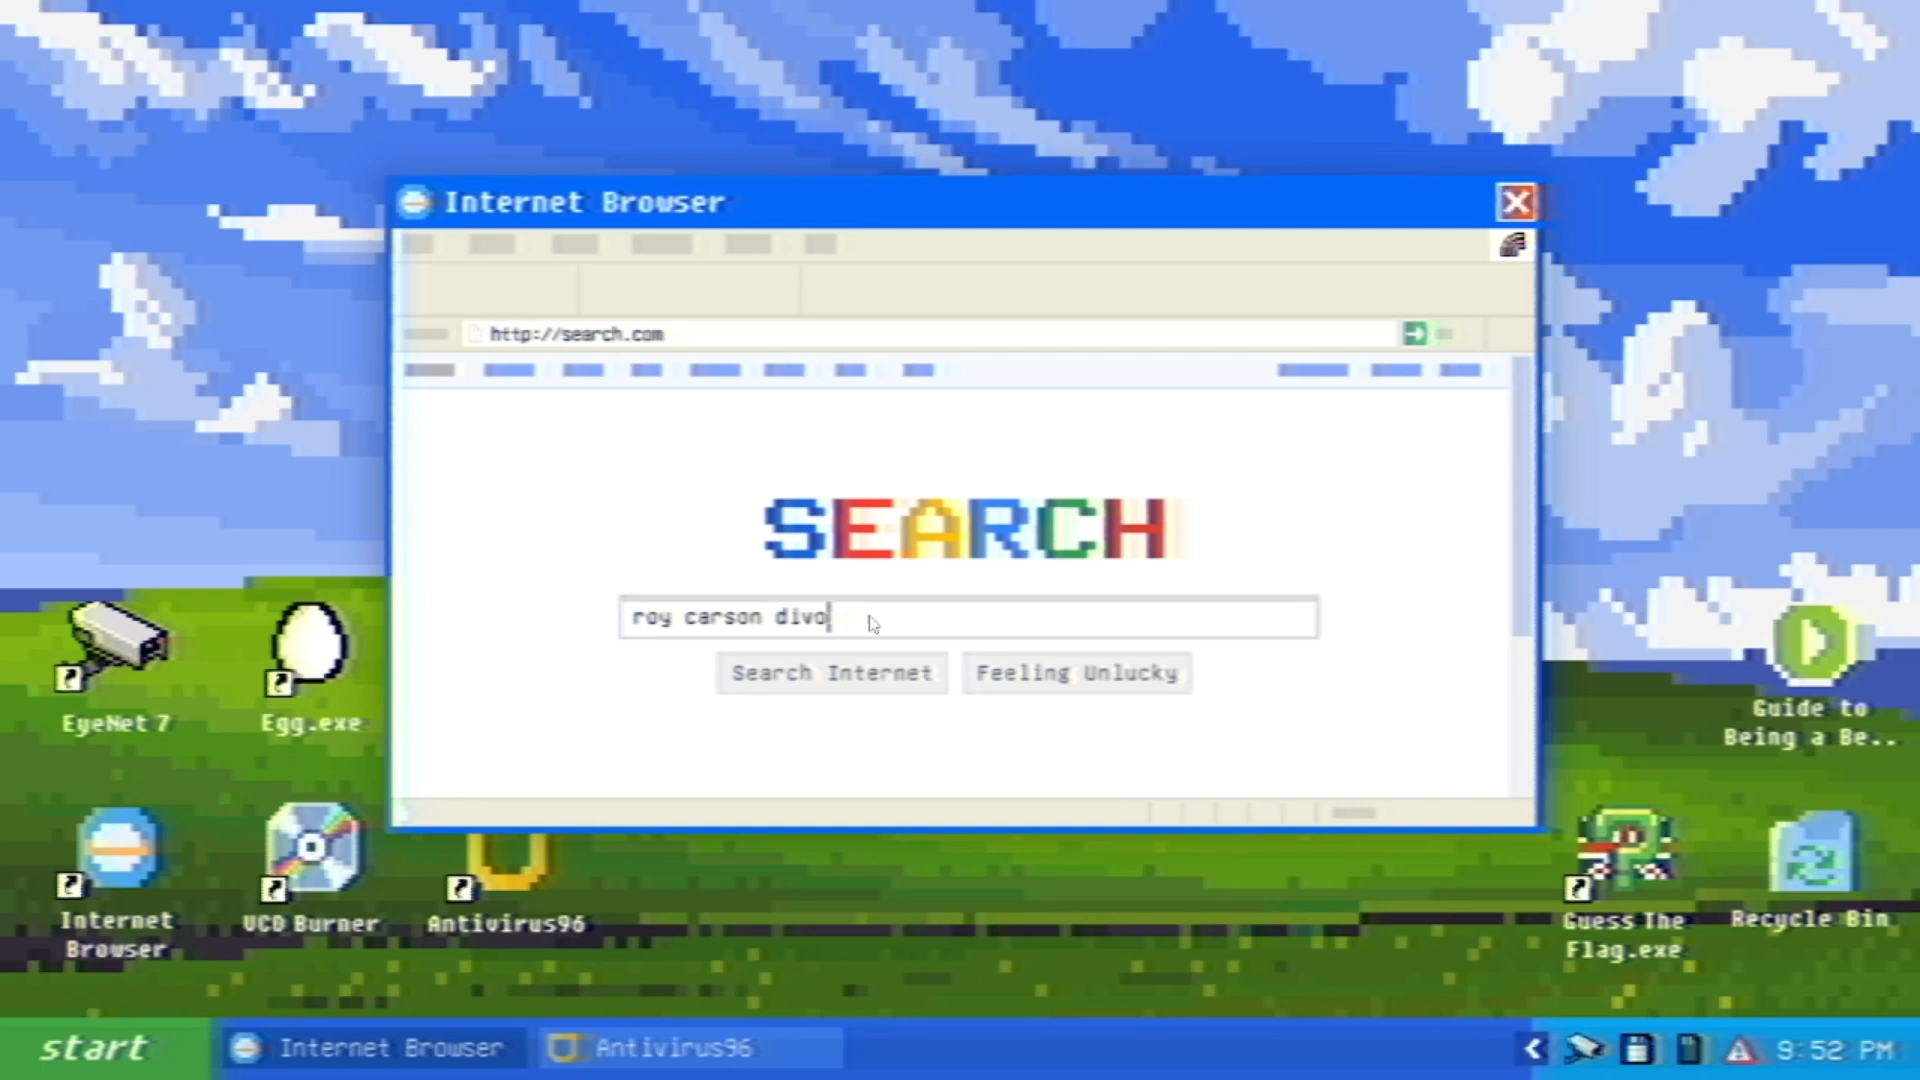 Internet Browser
http://search.com
SEARCH
roy carson divo
Search Internet
Feeling Unlucky
EyeNet 7
Egg.exe
Guide to
Being a Be..
Internet
Browser
VCD Burner
Antivirus96
Guess The
Flag.exe
Recycle Bin
start
Internet Browser
Antivirus96
9:52 PM